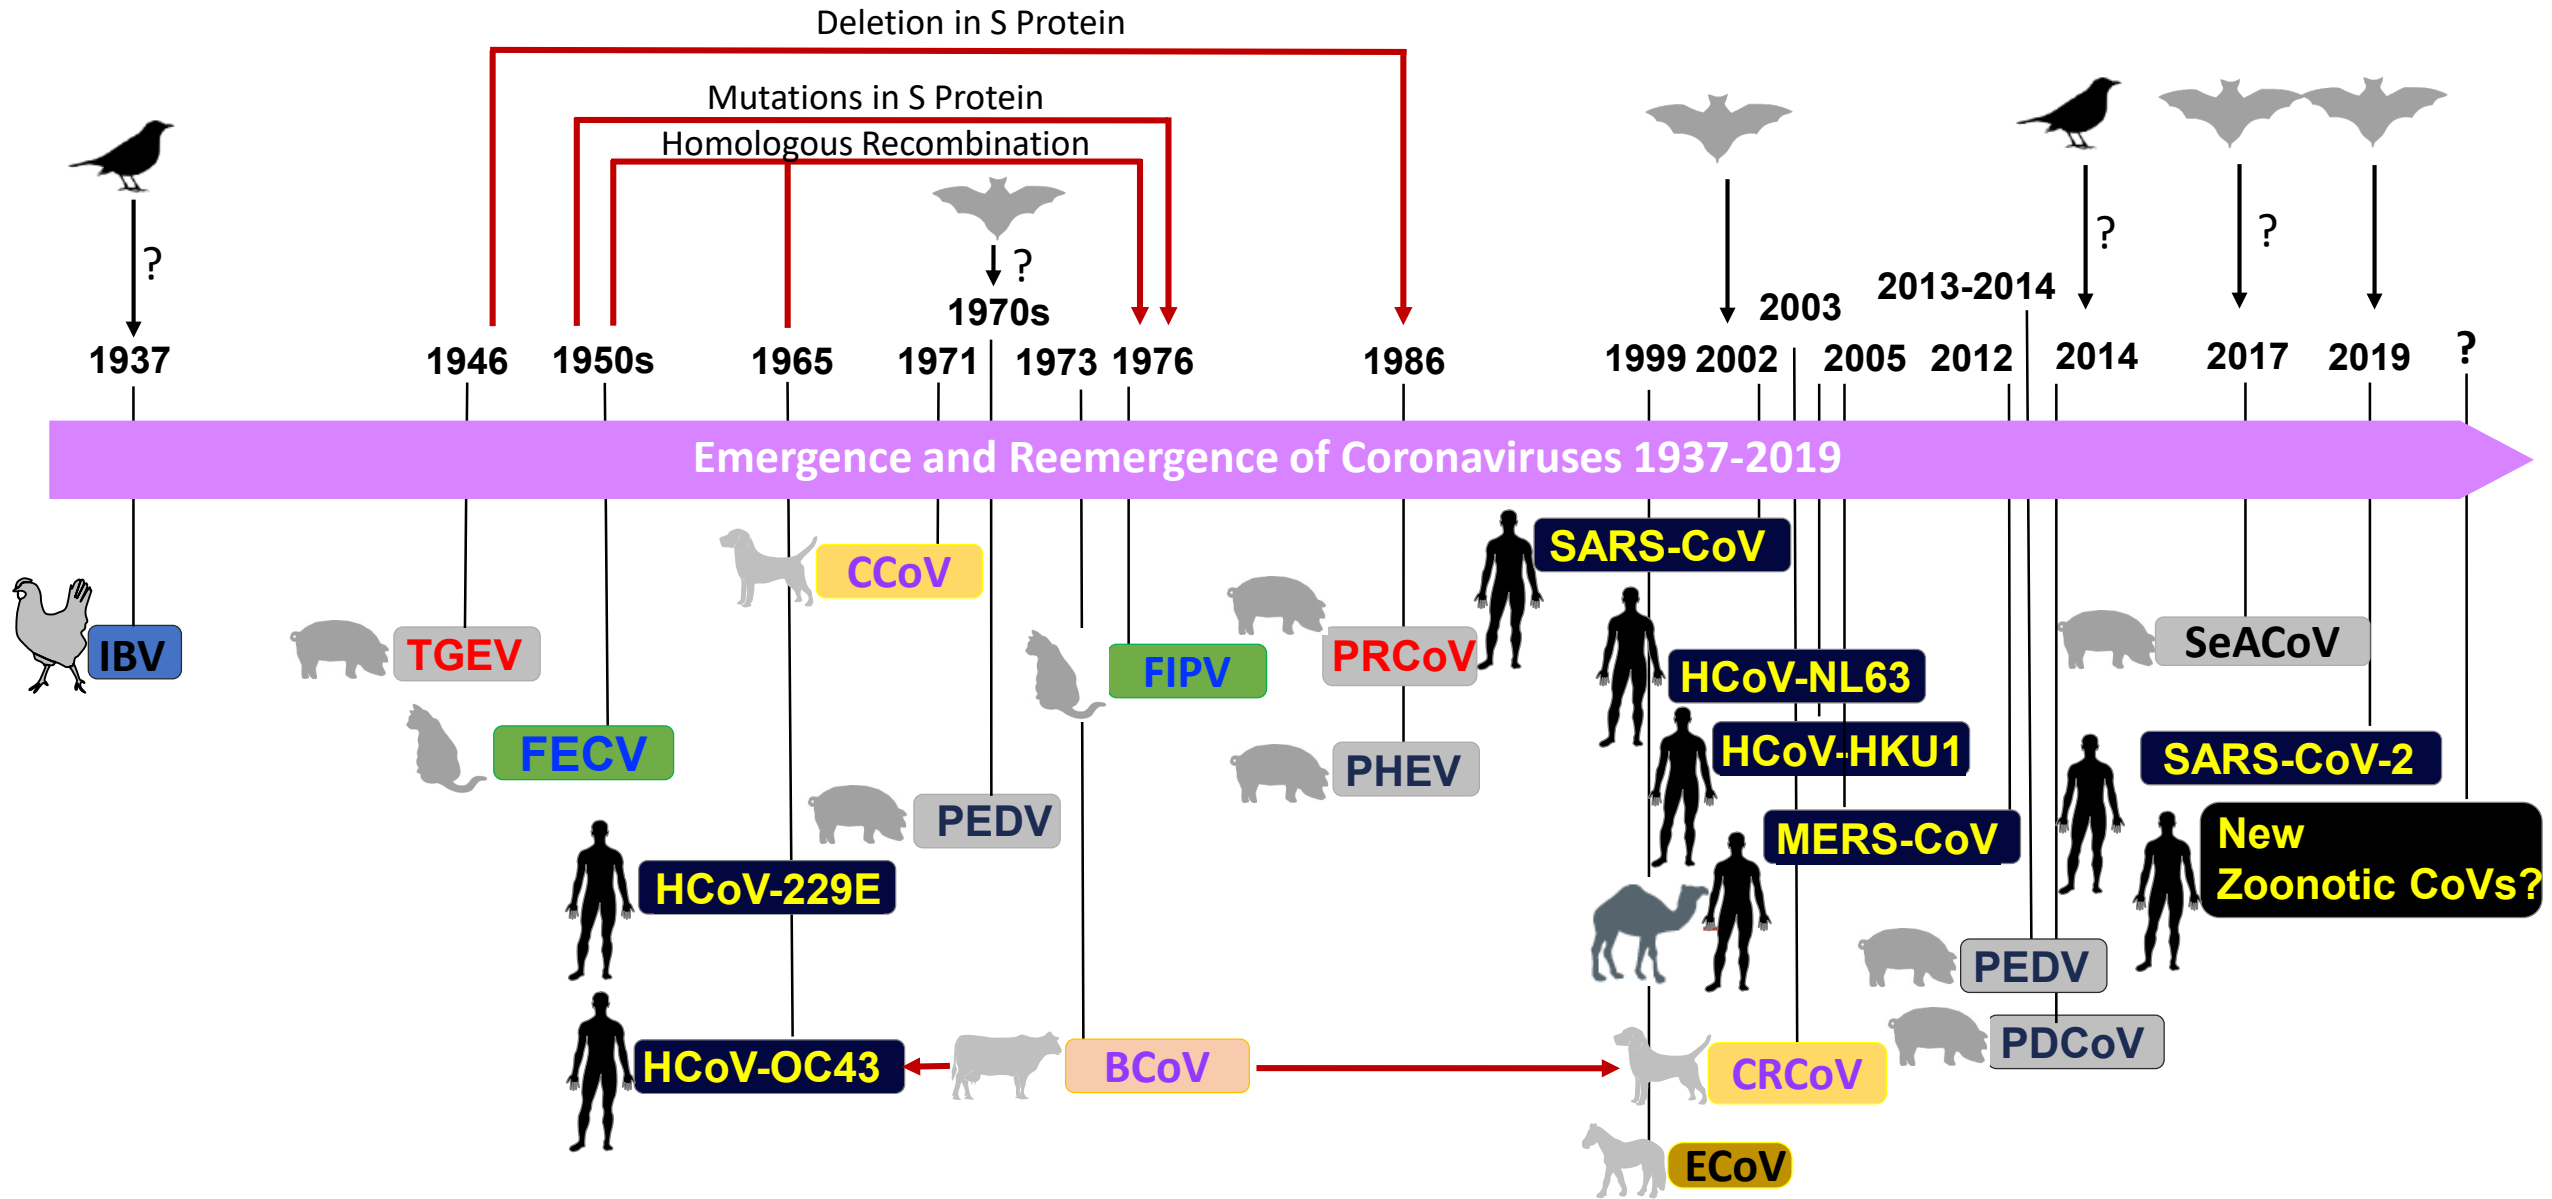 Deletion in S Protein
Mutations in S Protein
Homologous Recombination
?
?
?
?
1970s
2003
2013-2014
1937
1946
1950s
1965
1971
1973
1976
1986
1999
2002
2005
2012
2014
2017
2019
?
Emergence and Reemergence of Coronaviruses 1937-2019
SARS-CoV
CCoV
IBV
TGEV
FIPV
PRCoV
SeACoV
HCoV-NL63
FECV
HCoV-HKU1
SARS-CoV-2
PHEV
PEDV
MERS-CoV
New
Zoonotic CoVs?
HCoV-229E
PEDV
PDCoV
HCoV-OC43
BCoV
CRCoV
ECoV